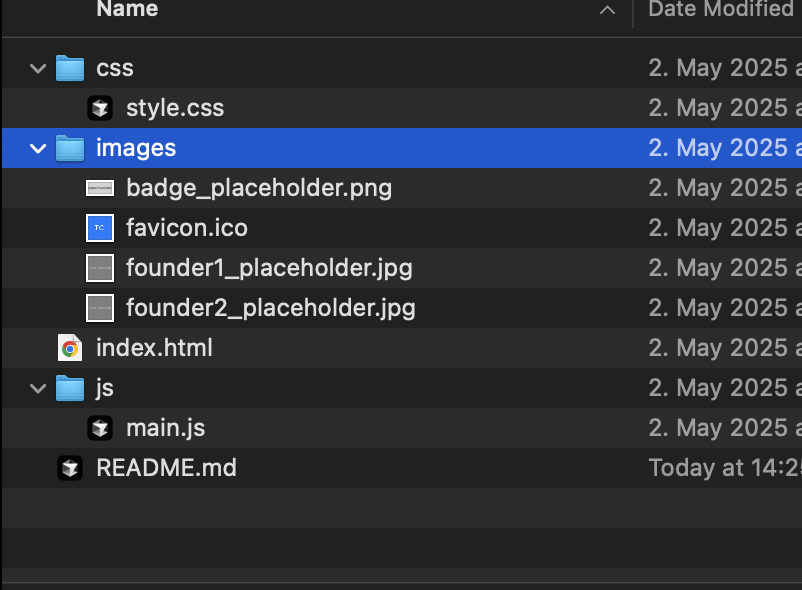 Name Date Modified
css 2. May 2025 a
style.css 2. May 2025 a
images 2. May 2025 a
badge_placeholder.png 2. May 2025 a
TC favicon.ico 2. May 2025 a
founder1_placeholder.jpg 2. May 2025 a
founder2_placeholder.jpg 2. May 2025 a
index.html 2. May 2025 a
js 2. May 2025 a
main.js 2. May 2025 a
README.md Today at 14:25